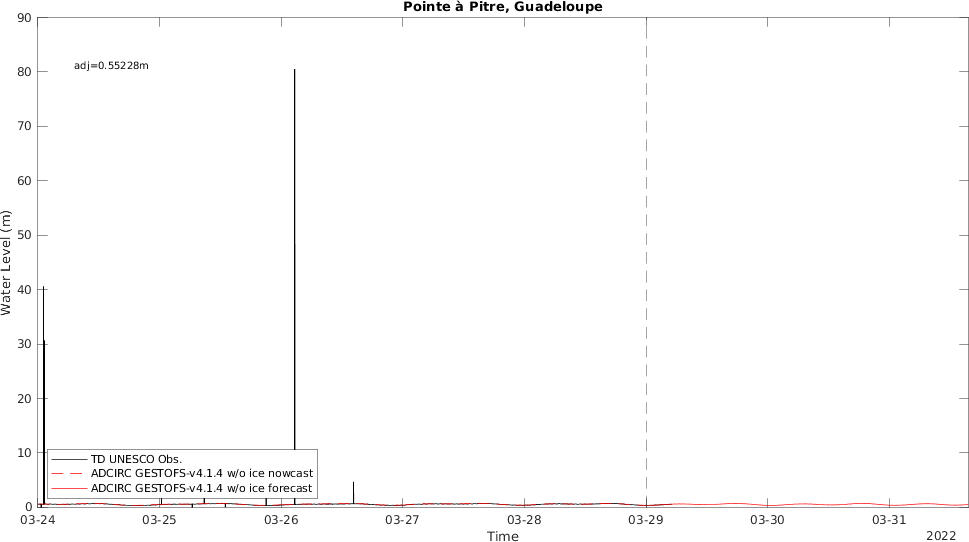 Pointe à Pitre, Guadeloupe
90
80
70
60
50
40
30
20
10
0
Water Level (m)
adj=0.55228m
TD UNESCO Obs.
ADCIRC GESTOFS-v4.1.4 w/o ice nowcast
ADCIRC GESTOFS-v4.1.4 w/o ice forecast
03-24 03-25 03-26 03-27 03-28 03-29 03-30 03-31
Time
2022